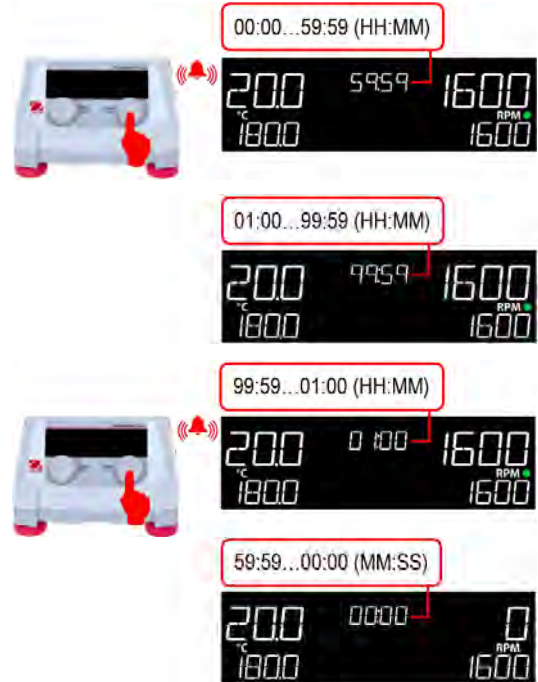 00:00...59:59 (HH:MM)
20.0 59:59 1600
°C RPM
180.0 1600
01:00...99:59 (HH:MM)
20.0 99:59 1600
°C RPM
180.0 1600
99:59...01:00 (HH:MM)
20.0 01:00 1600
°C RPM
180.0 1600
59:59...00:00 (MM:SS)
20.0 00:00 0
°C RPM
180.0 1600